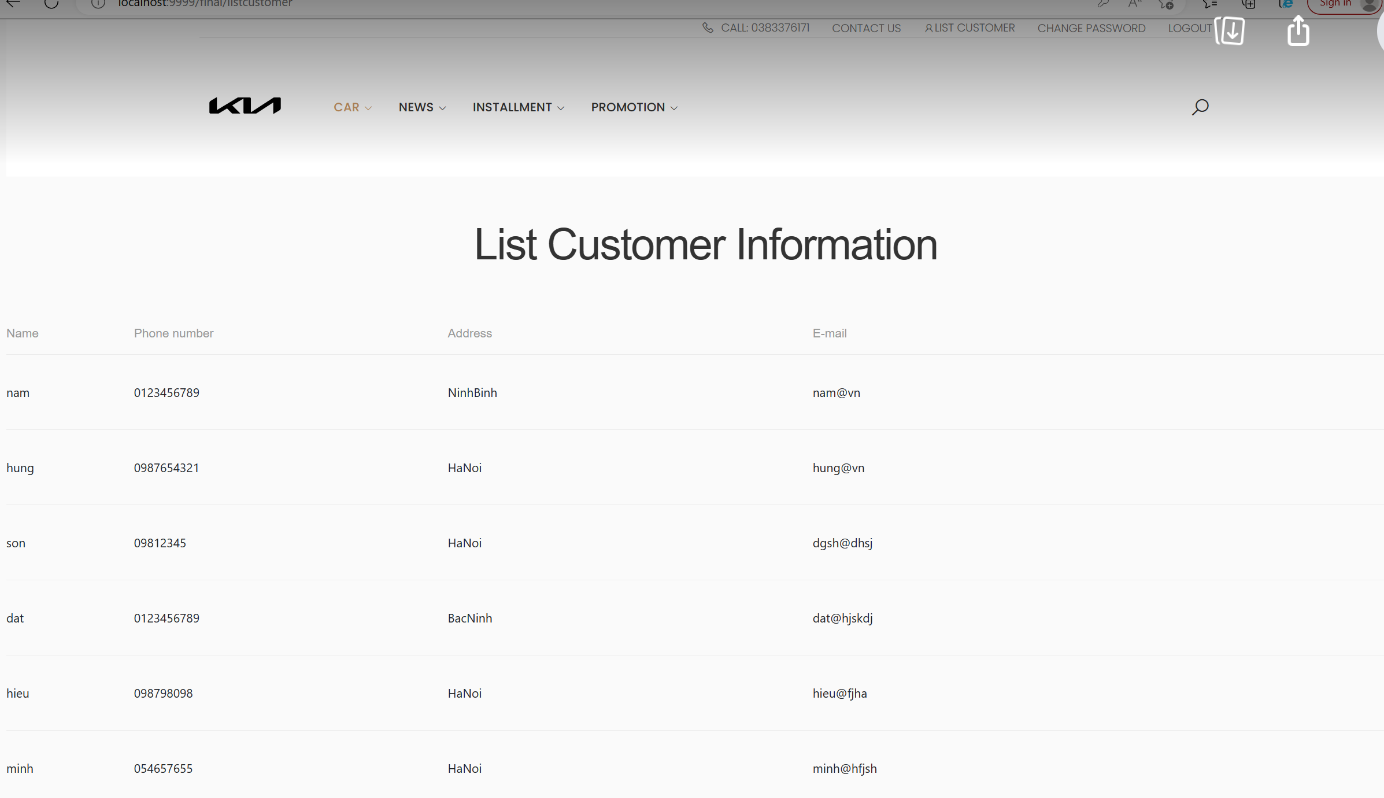 localhost:9999/final/listcustomer
Sign in
CALL: 0383376171 CONTACT US LIST CUSTOMER CHANGE PASSWORD LOGOUT
KIA CAR NEWS INSTALLMENT PROMOTION
List Customer Information
Name Phone number Address E-mail
nam 0123456789 NinhBinh nam@vn
hung 0987654321 HaNoi hung@vn
son 09812345 HaNoi dgsh@dhsj
dat 0123456789 BacNinh dat@hjskdj
hieu 098798098 HaNoi hieu@fjha
minh 054657655 HaNoi minh@hfjsh